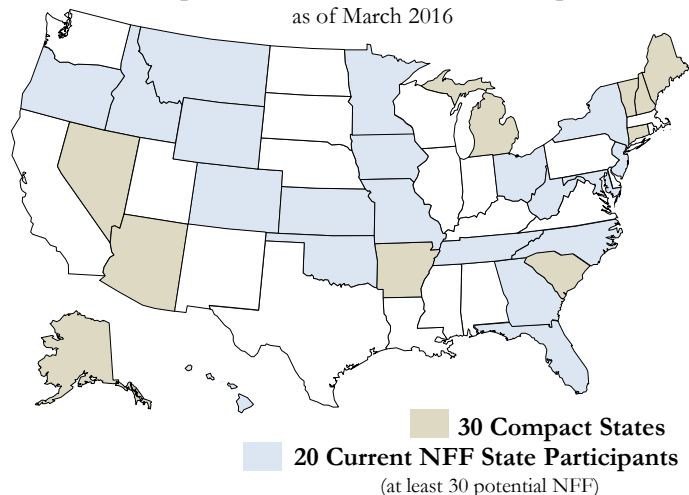 as of March 2016
30 Compact States
20 Current NFF State Participants
(at least 30 potential NFF)